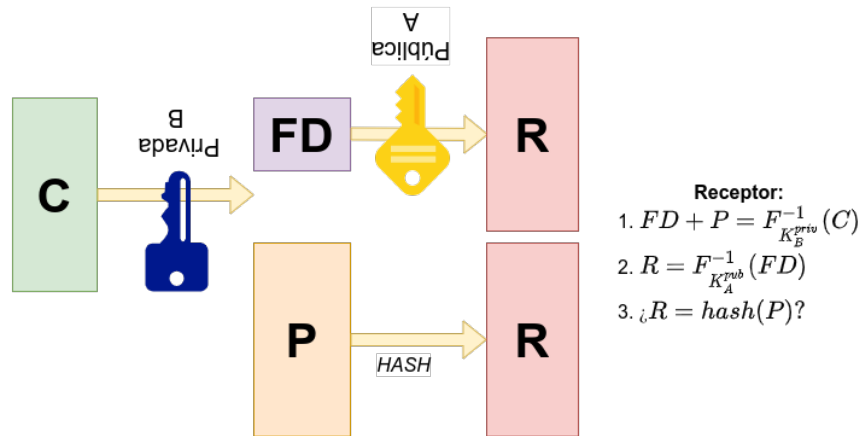 C
Privada
B
FD
Pública
A
R
P
HASH
R
Receptor:
1. $FD + P = F^{-1}_{K_B^{priv}}(C)$
2. $R = F^{-1}_{K_A^{pub}}(FD)$
3. ¿$R = hash(P)$?